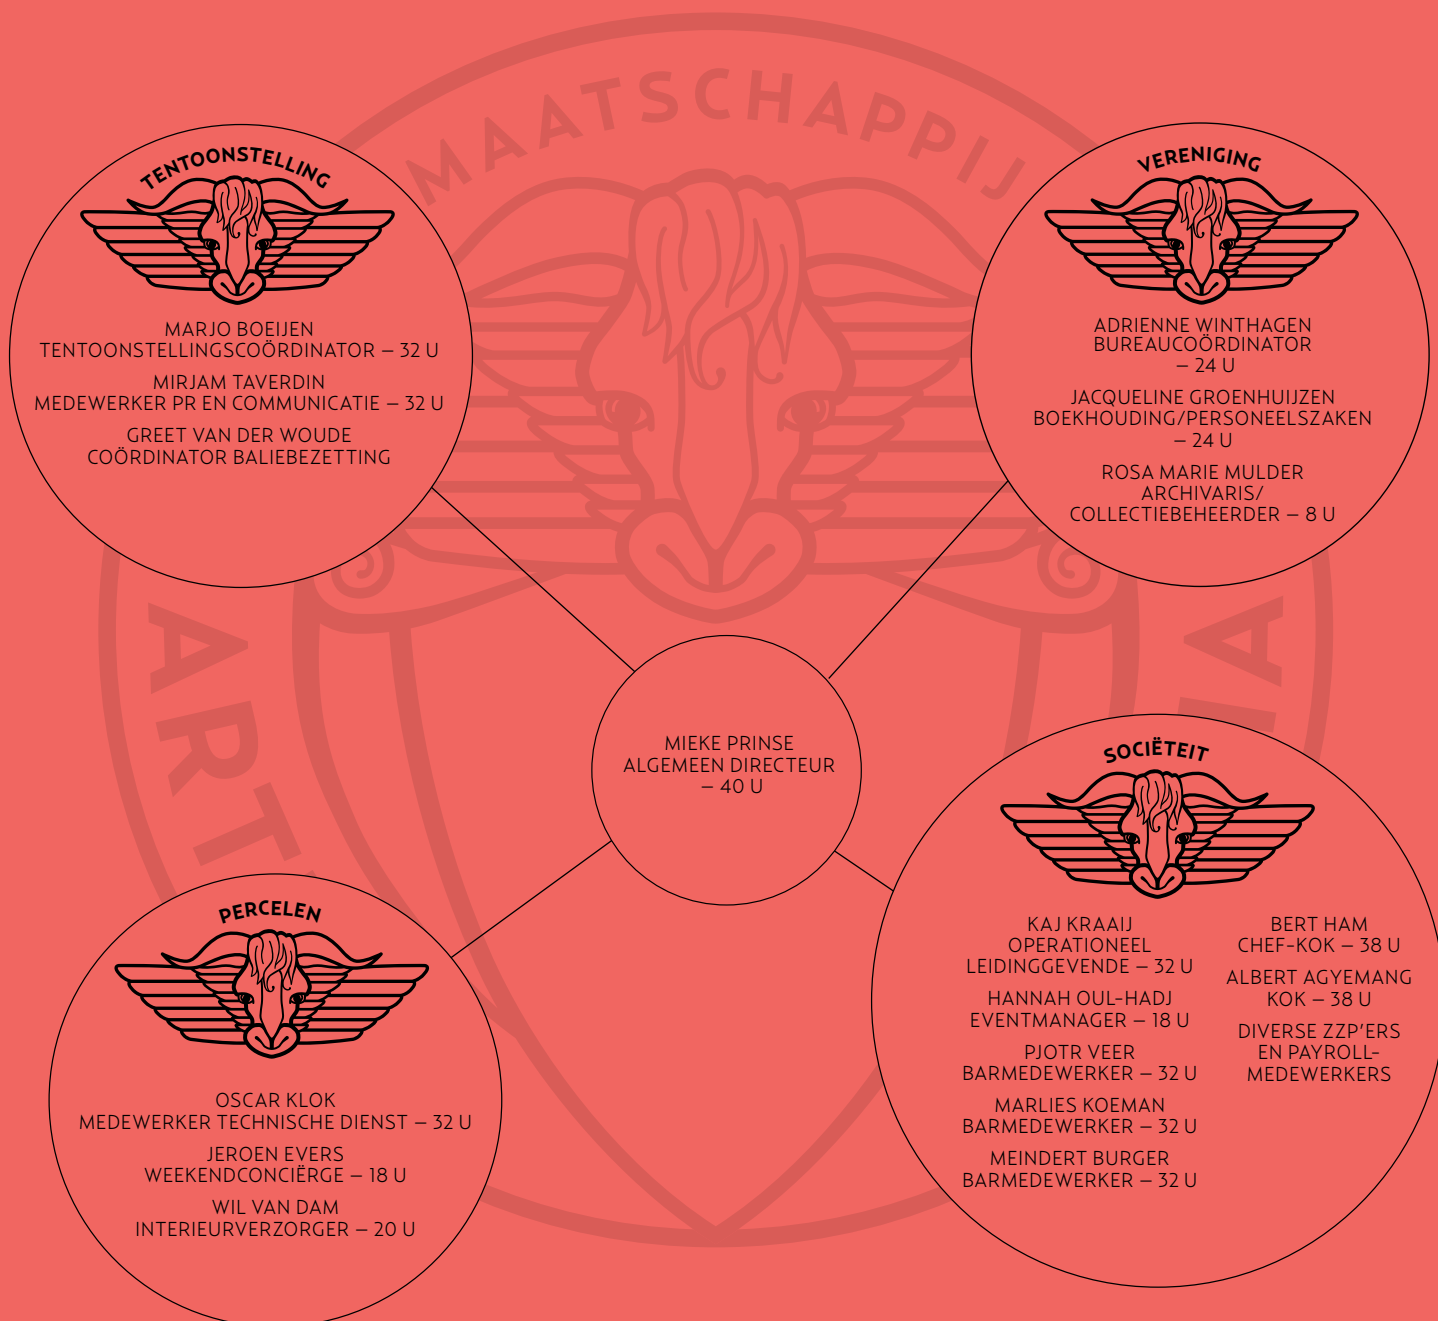 MAATSCHAPPIJ
ART
IA
TENTOONSTELLING
MARJO BOEIJEN
TENTOONSTELLINGSCOÖRDINATOR – 32 U
MIRJAM TAVERDIN
MEDEWERKER PR EN COMMUNICATIE – 32 U
GREET VAN DER WOUDE
COÖRDINATOR BALIEBEZETTING
VERENIGING
ADRIENNE WINTHAGEN
BUREAUCOÖRDINATOR
– 24 U
JACQUELINE GROENHUIJZEN
BOEKHOUDING/PERSONEELSZAKEN
– 24 U
ROSA MARIE MULDER
ARCHIVARIS/
COLLECTIEBEHEERDER – 8 U
MIEKE PRINSE
ALGEMEEN DIRECTEUR
– 40 U
PERCELEN
OSCAR KLOK
MEDEWERKER TECHNISCHE DIENST – 32 U
JEROEN EVERS
WEEKENDCONCIËRGE – 18 U
WIL VAN DAM
INTERIEURVERZORGER – 20 U
SOCIËTEIT
KAJ KRAAIJ
OPERATIONEEL
LEIDINGGEVENDE – 32 U
HANNAH OUL-HADJ
EVENTMANAGER – 18 U
PJOTR VEER
BARMEDEWERKER – 32 U
MARLIES KOEMAN
BARMEDEWERKER – 32 U
MEINDERT BURGER
BARMEDEWERKER – 32 U
BERT HAM
CHEF-KOK – 38 U
ALBERT AGYEMANG
KOK – 38 U
DIVERSE ZZP'ERS
EN PAYROLL-
MEDEWERKERS